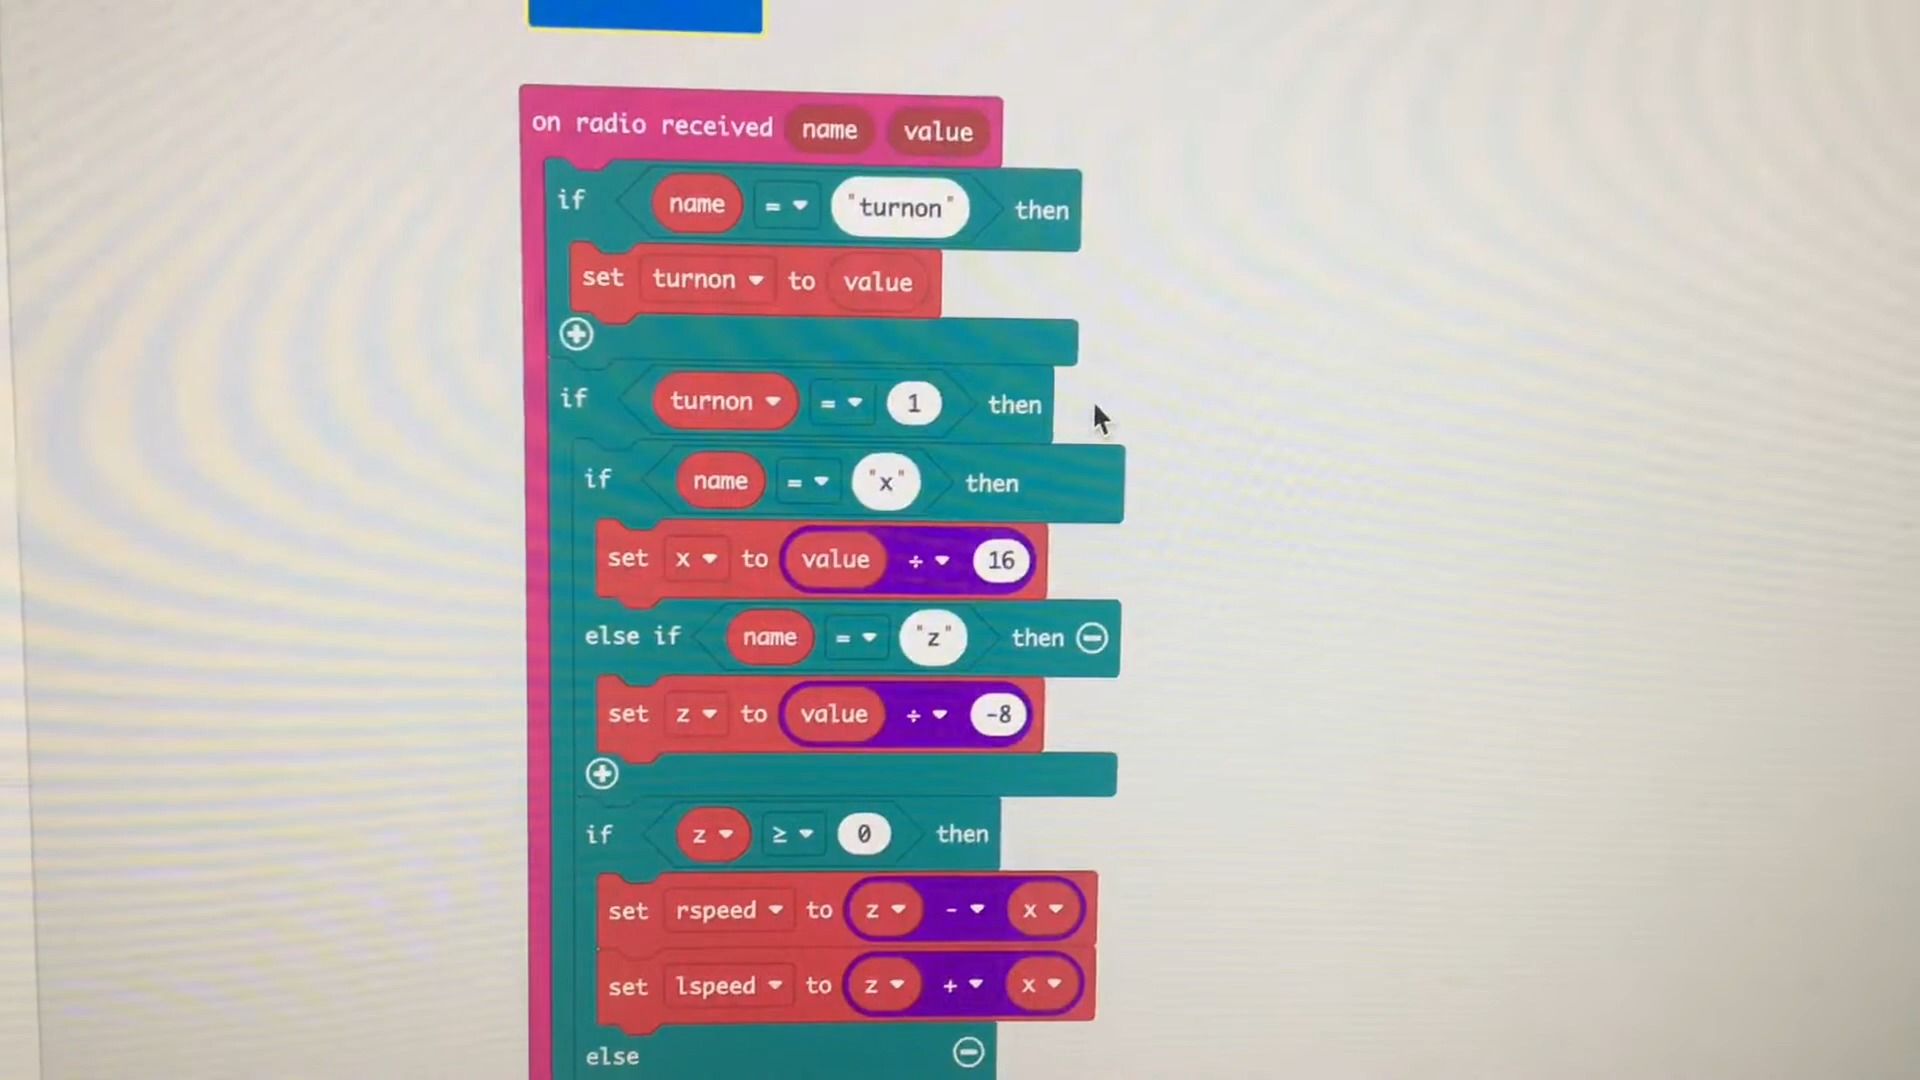 on radio received name value
if name = "turnon" then
set turnon to value
if turnon = 1 then
if name = "x" then
set x to value ÷ 16
else if name = "z" then
set z to value ÷ -8
if z ≥ 0 then
set rspeed to z - x
set lspeed to z + x
else